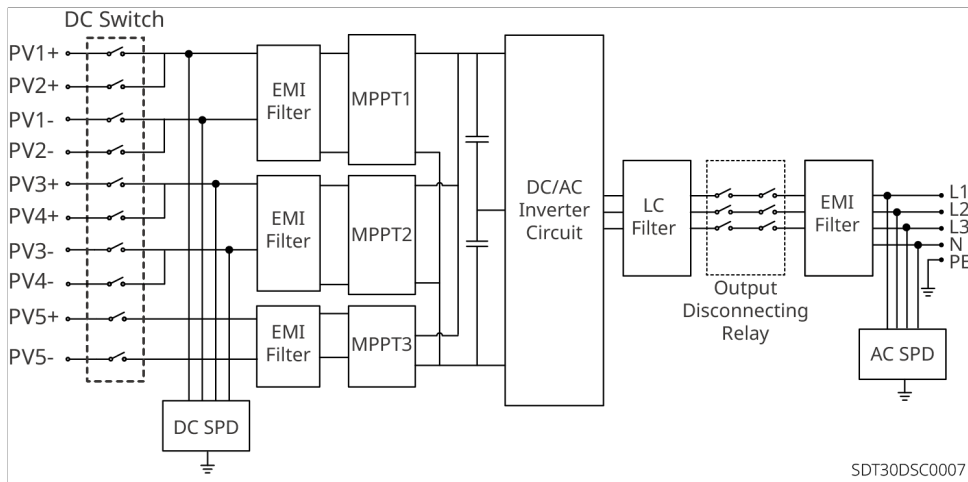 DC Switch
PV1+
PV2+
PV1-
PV2-
PV3+
PV4+
PV3-
PV4-
PV5+
PV5-
EMI
Filter
MPPT1
EMI
Filter
MPPT2
EMI
Filter
MPPT3
DC SPD
DC/AC
Inverter
Circuit
LC
Filter
Output
Disconnecting
Relay
EMI
Filter
L1
L2
L3
N
PE
AC SPD
SDT30DSC0007